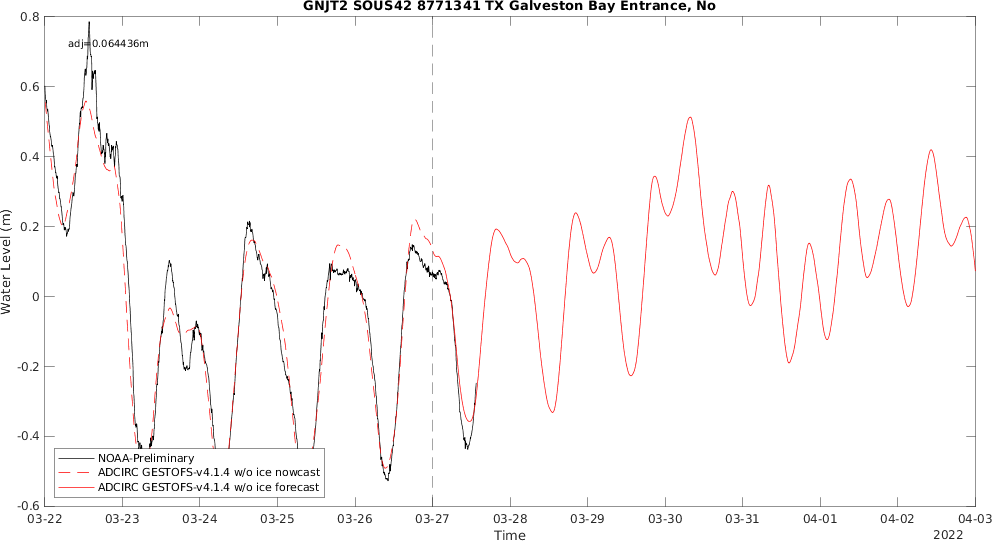 GNJT2 SOUS42 8771341 TX Galveston Bay Entrance, No
adj=0.064436m
0.8
0.6
0.4
0.2
0
-0.2
-0.4
-0.6
Water Level (m)
NOAA-Preliminary
ADCIRC GESTOFS-v4.1.4 w/o ice nowcast
ADCIRC GESTOFS-v4.1.4 w/o ice forecast
03-22 03-23 03-24 03-25 03-26 03-27 03-28 03-29 03-30 03-31 04-01 04-02 04-03
Time
2022